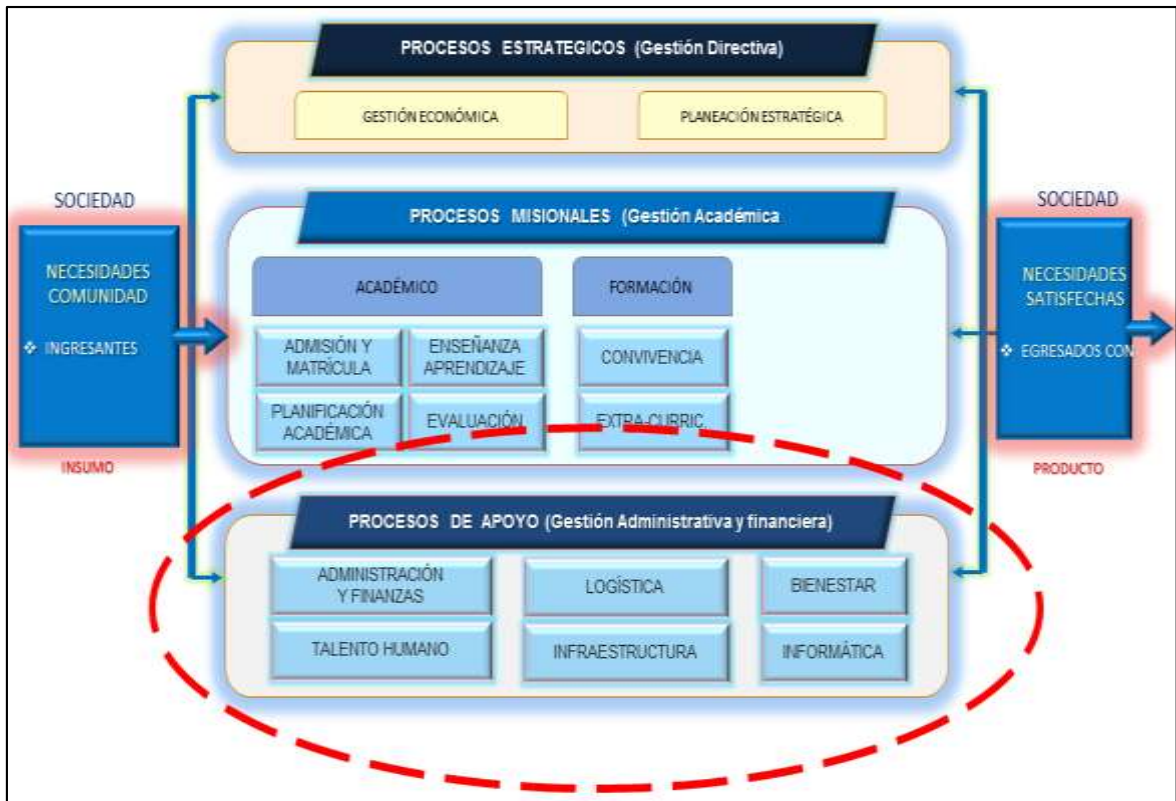 PROCESOS ESTRATEGICOS (Gestión Directiva)
GESTIÓN ECONÓMICA
PLANEACIÓN ESTRATÉGICA
SOCIEDAD
NECESIDADES
COMUNIDAD
❖ INGRESANTES
INSUMO
PROCESOS MISIONALES (Gestión Académica
ACADÉMICO
ADMISIÓN Y
MATRÍCULA
ENSEÑANZA
APRENDIZAJE
PLANIFICACIÓN
ACADÉMICA
EVALUACIÓN
FORMACIÓN
CONVIVENCIA
EXTRA-CURRIC.
SOCIEDAD
NECESIDADES
SATISFECHAS
❖ EGRESADOS CON
PRODUCTO
PROCESOS DE APOYO (Gestión Administrativa y financiera)
ADMINISTRACIÓN
Y FINANZAS
LOGÍSTICA
BIENESTAR
TALENTO HUMANO
INFRAESTRUCTURA
INFORMÁTICA